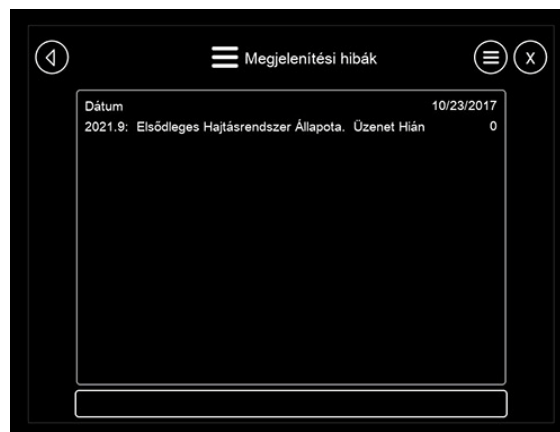 Megjelenítési hibák
X
Dátum 10/23/2017
2021.9: Elsődleges Hajtásrendszer Állapota. Üzenet Hián 0